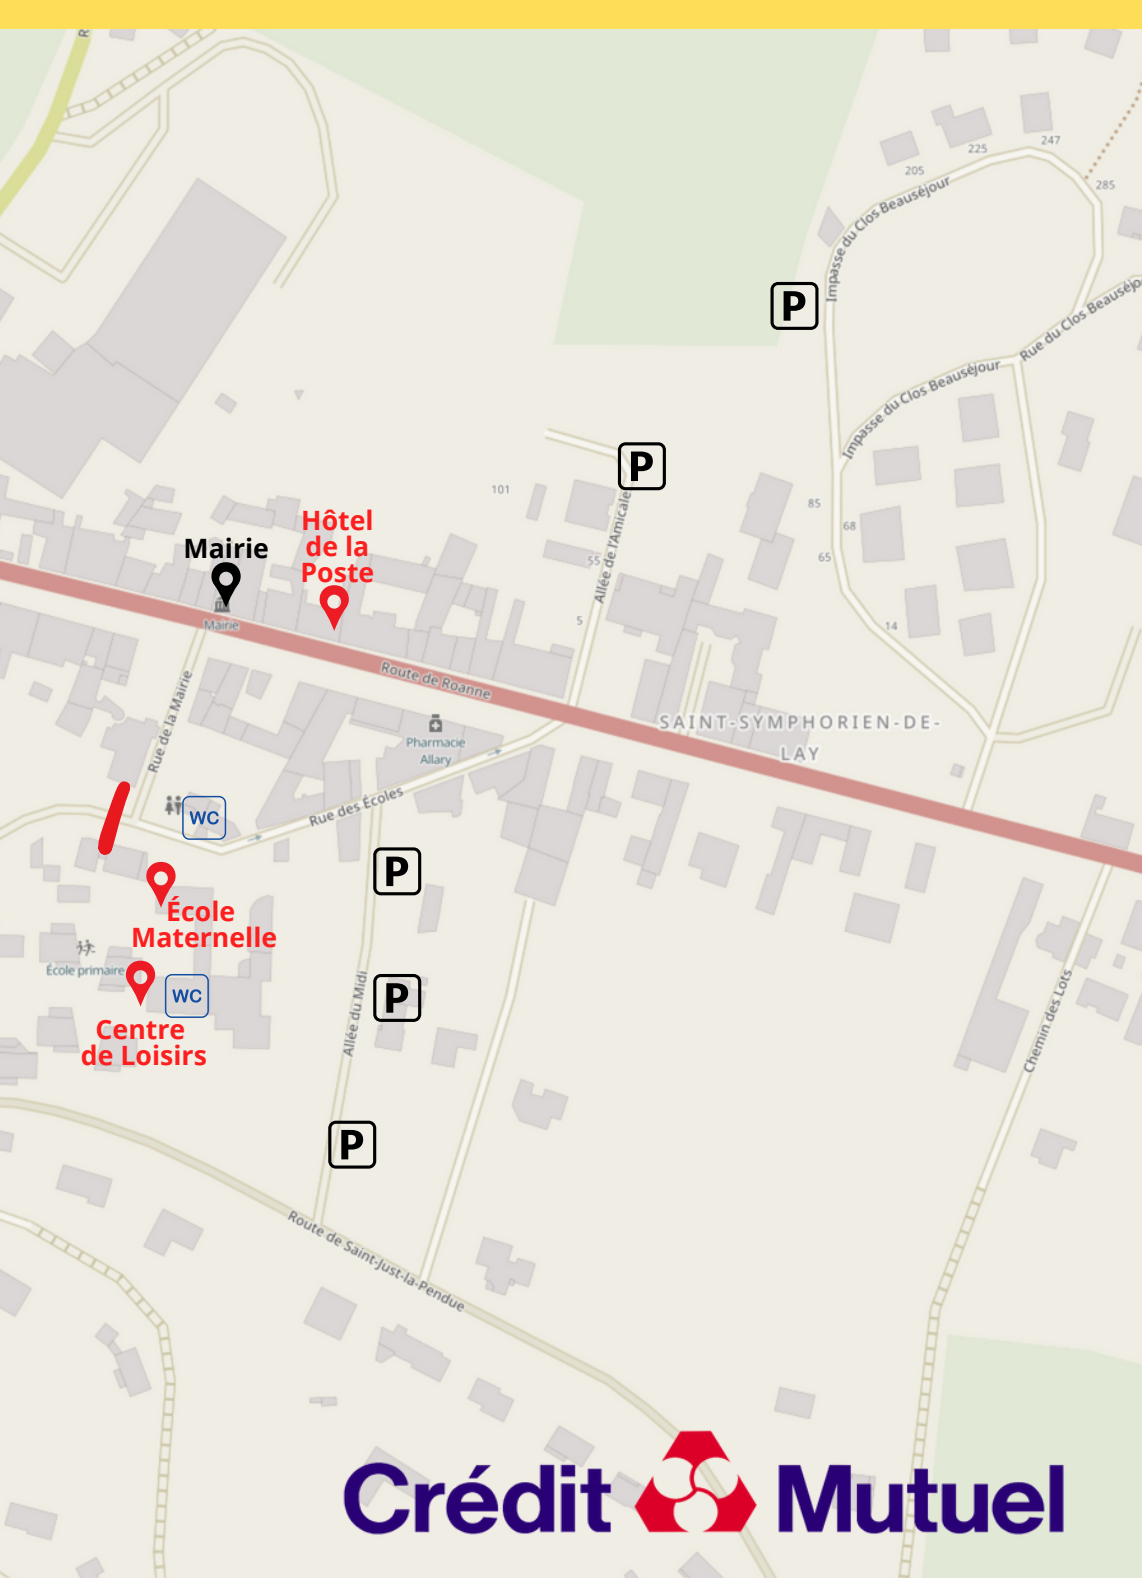 R
247
225
205
285
Impasse du Clos Beauséjour
P
Rue du Clos Beauséjo
Impasse du Clos Beauséjour
P
101
85
68
Hôtel
de la
Poste
Mairie
55
65
Allée de l'Amicale
Mairie
5
14
Route de Roanne
Rue de la Mairie
SAINT-SYMPHORIEN-DE-
LAY
Pharmacie
Allary
Rue des Écoles
WC
P
École
Maternelle
École primaire
WC
P
Allée du Midi
Centre
de Loisirs
Chemin des Lots
P
Route de Saint-Just-la-Pendue
Crédit Mutuel